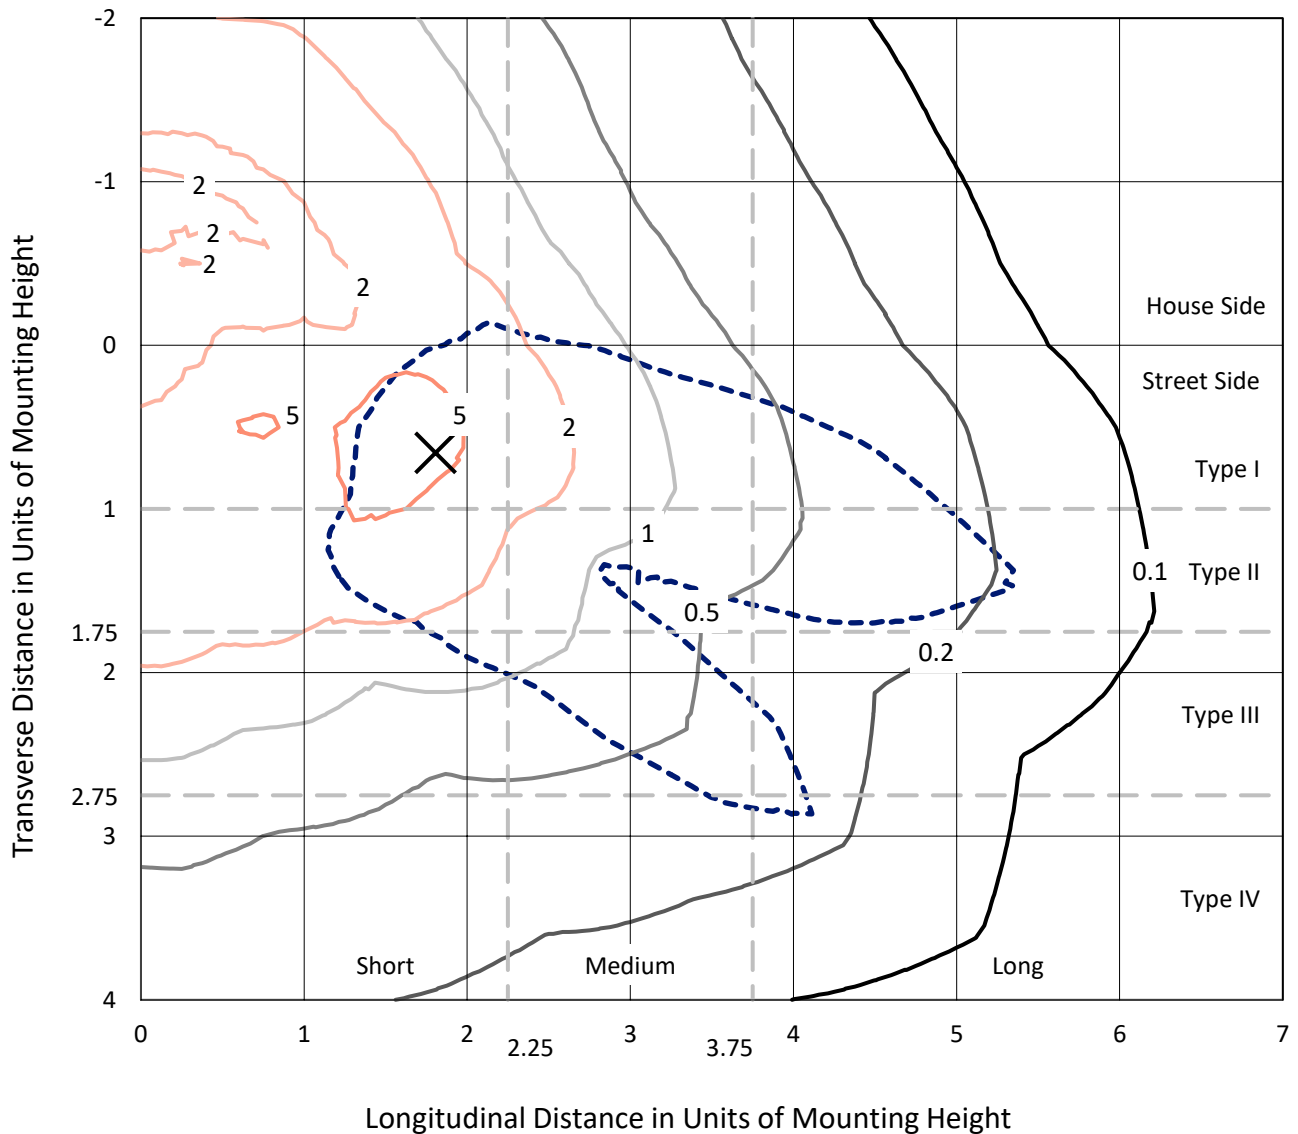 -2
-1
0
1
1.75
2
2.75
3
4
Transverse Distance in Units of Mounting Height
2
2
2
2
5
5
2
1
0.5
0.2
0.1
House Side
Street Side
Type I
Type II
Type III
Type IV
Short
Medium
Long
0
1
2
2.25
3
3.75
4
5
6
7
Longitudinal Distance in Units of Mounting Height